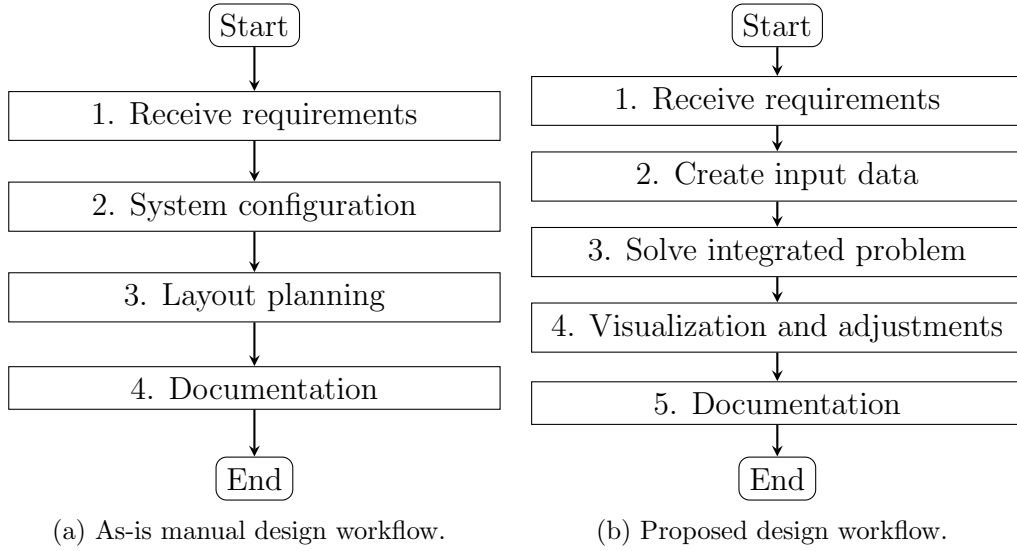 Start
1. Receive requirements
2. System configuration
3. Layout planning
4. Documentation
End
(a) As-is manual design workflow.
Start
1. Receive requirements
2. Create input data
3. Solve integrated problem
4. Visualization and adjustments
5. Documentation
End
(b) Proposed design workflow.